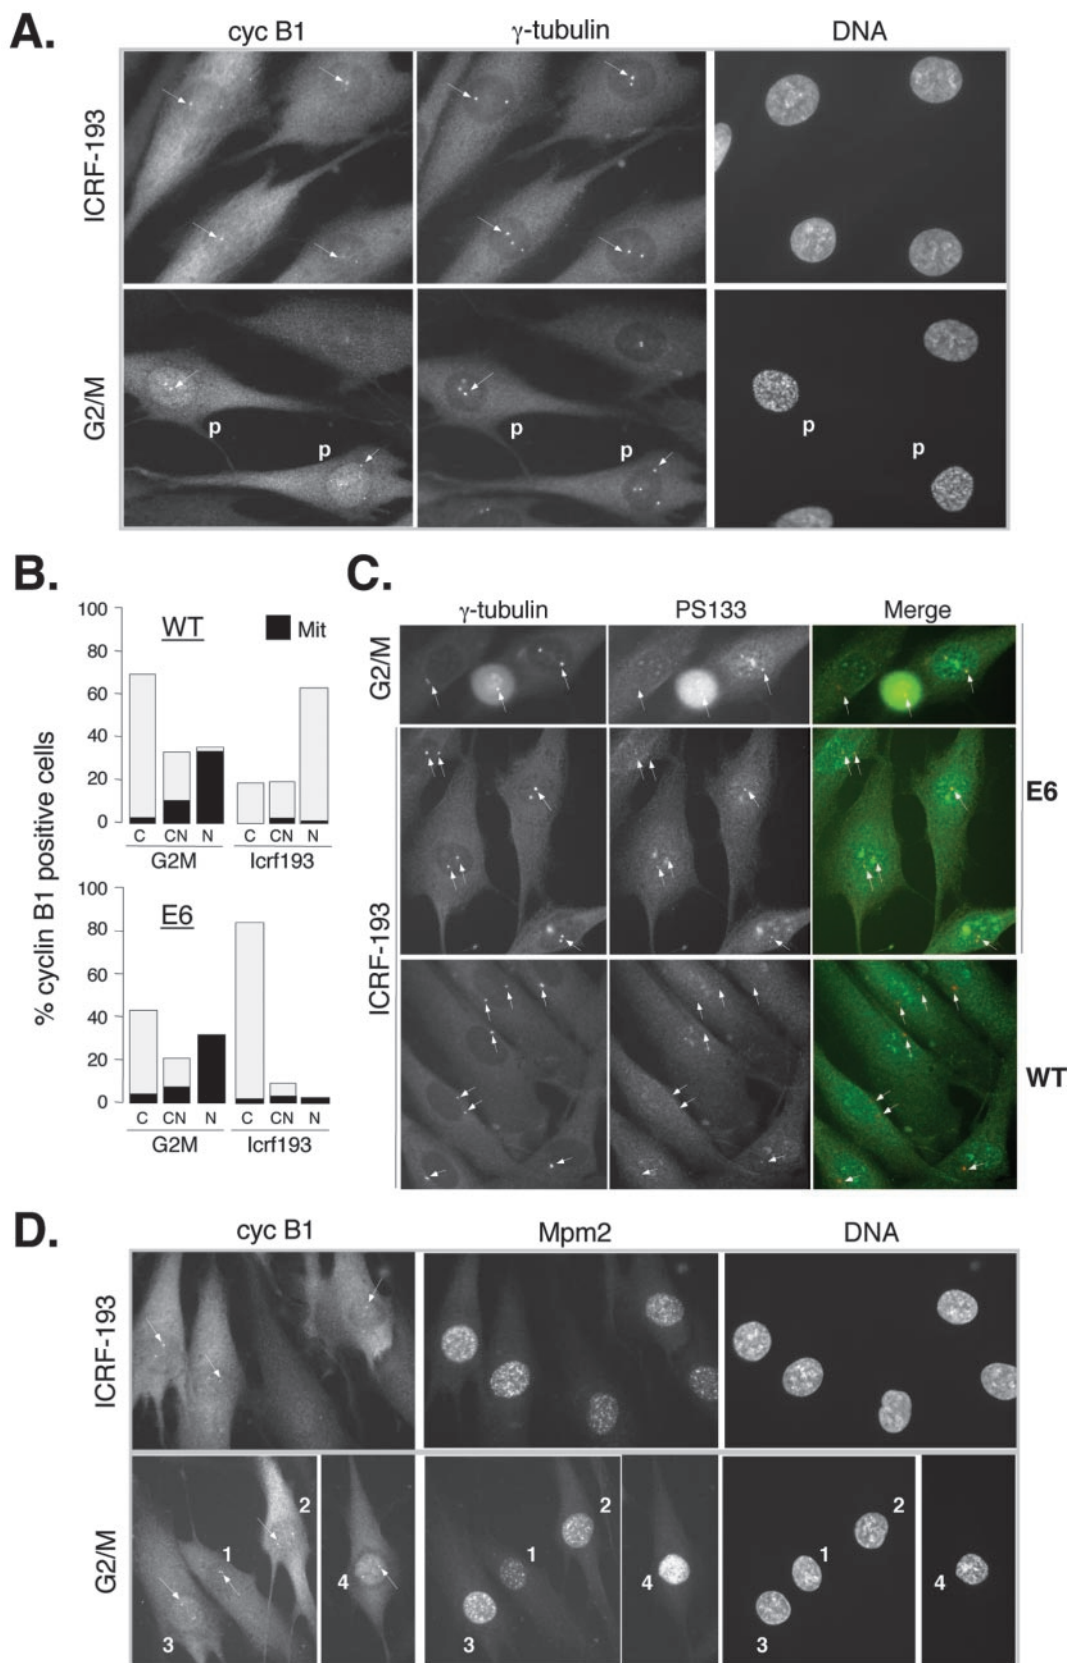 A.
cyc B1 γ-tubulin DNA
ICRF-193
G2/M
p p p
p p p
B.
100
80
60
40
20
0
WT
Mit
C CN N C CN N
G2M Icrf193
100
80
60
40
20
0
E6
C CN N C CN N
G2M Icrf193
% cyclin B1 positive cells
C.
γ-tubulin PS133 Merge
G2/M
ICRF-193
E6
WT
D.
cyc B1 Mpm2 DNA
ICRF-193
G2/M
1 2 3 4
1 2 3 4
1 2 3 4